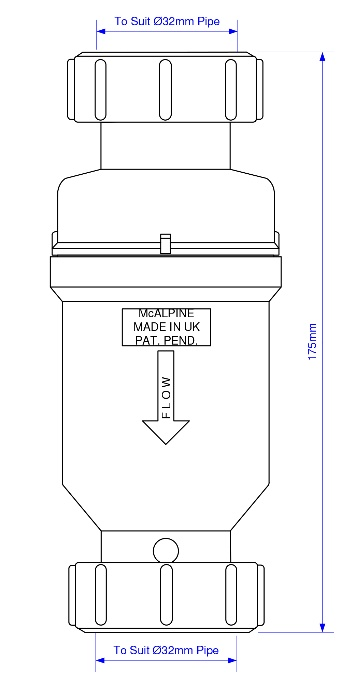 To Suit Ø32mm Pipe
175mm
McALPINE
MADE IN UK
PAT. PEND.
FLOW
To Suit Ø32mm Pipe